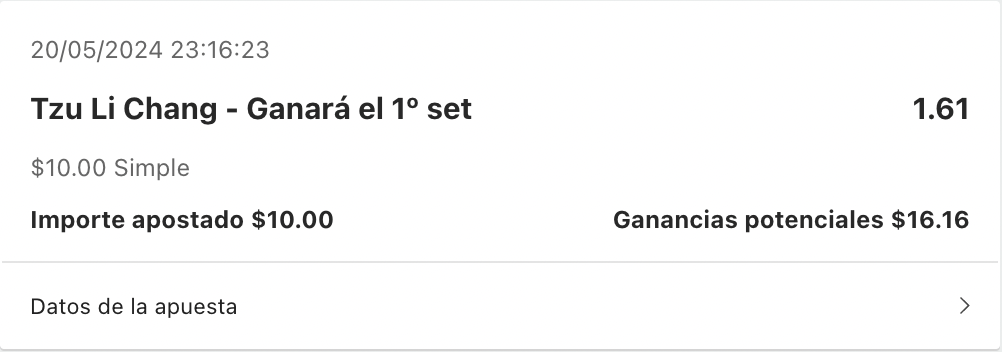 20/05/2024 23:16:23
Tzu Li Chang - Ganará el 1º set 1.61
$10.00 Simple
Importe apostado $10.00 Ganancias potenciales $16.16
Datos de la apuesta